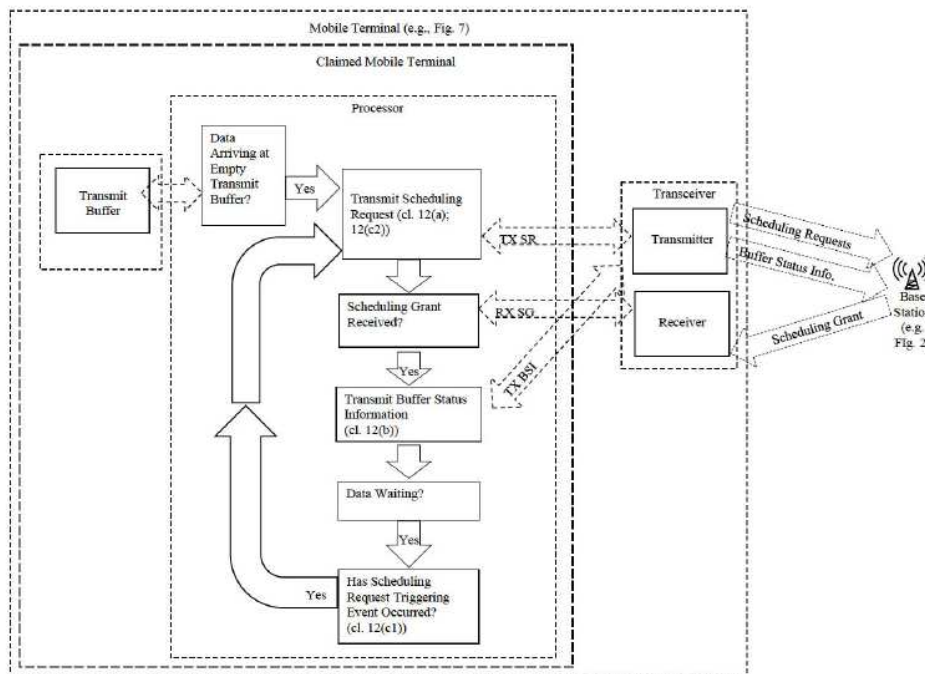 Mobile Terminal (e.g., Fig. 7)
Claimed Mobile Terminal
Processor
Data
Arriving at
Empty
Transmit
Buffer?
Transmit
Buffer
Yes
Transmit Scheduling
Request (cl. 12(a);
12(c2))
TX SR
Transceiver
Transmitter
Scheduling Requests
Buffer Status Info.
Base
Station
(e.g.
Fig. 2
Scheduling Grant
Received?
RX SG
Receiver
Scheduling Grant
Yes
TX BSI
Transmit Buffer Status
Information
(cl. 12(b))
Data Waiting?
Yes
Has Scheduling
Request Triggering
Event Occurred?
(cl. 12(c1))
Yes